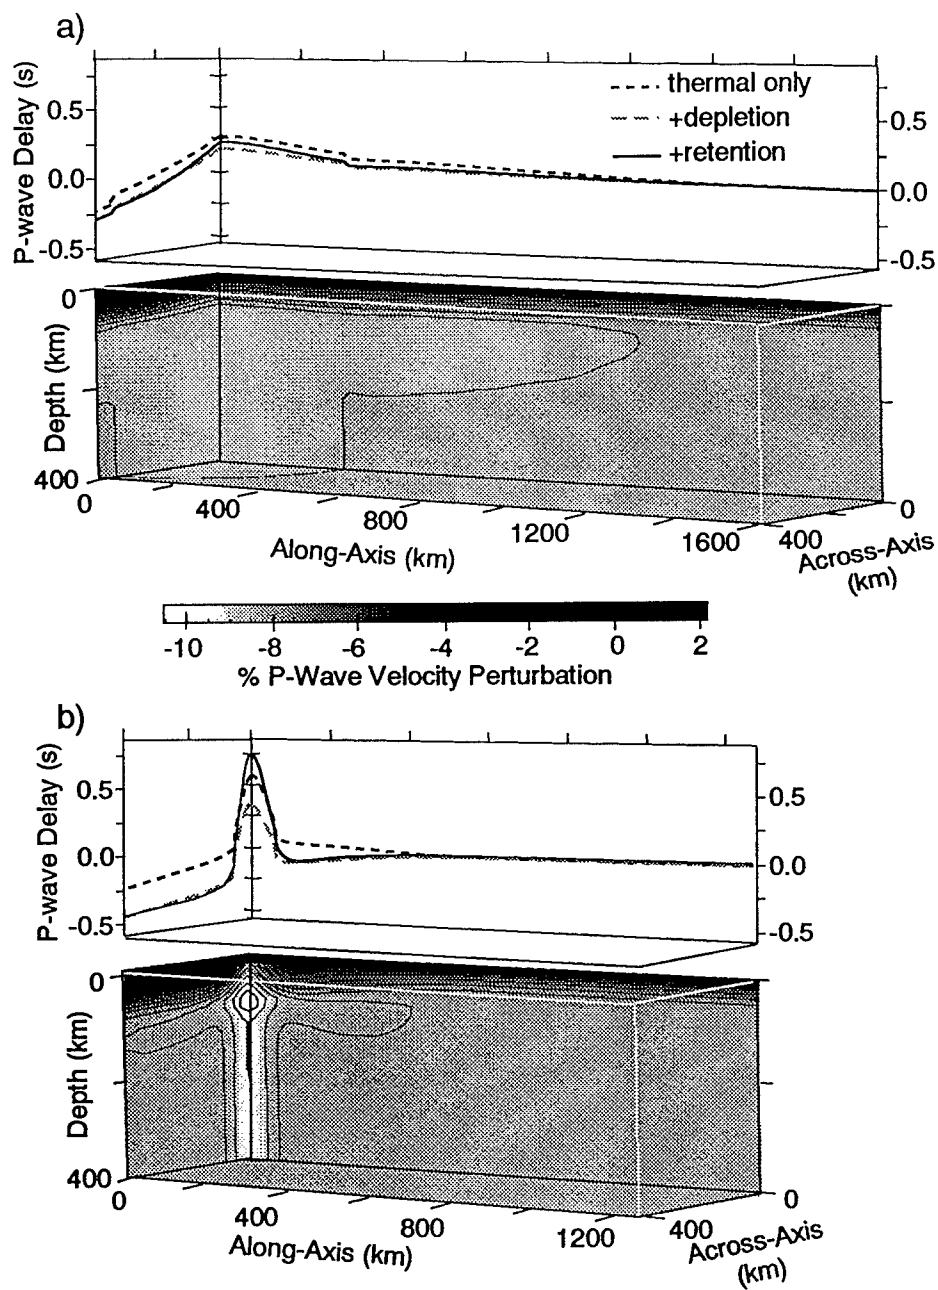 a)
P-wave Delay (s)
0.5
0.0
-0.5
thermal only
+depletion
+retention
0.5
0.0
-0.5
Depth (km)
0
400
0
400
800
1200
1600
Along-Axis (km)
400
0
Across-Axis
(km)
-10 -8 -6 -4 -2 0 2
% P-Wave Velocity Perturbation
b)
P-wave Delay (s)
0.5
0.0
-0.5
0.5
0.0
-0.5
Depth (km)
0
400
0
400
800
1200
Along-Axis (km)
400
0
Across-Axis
(km)